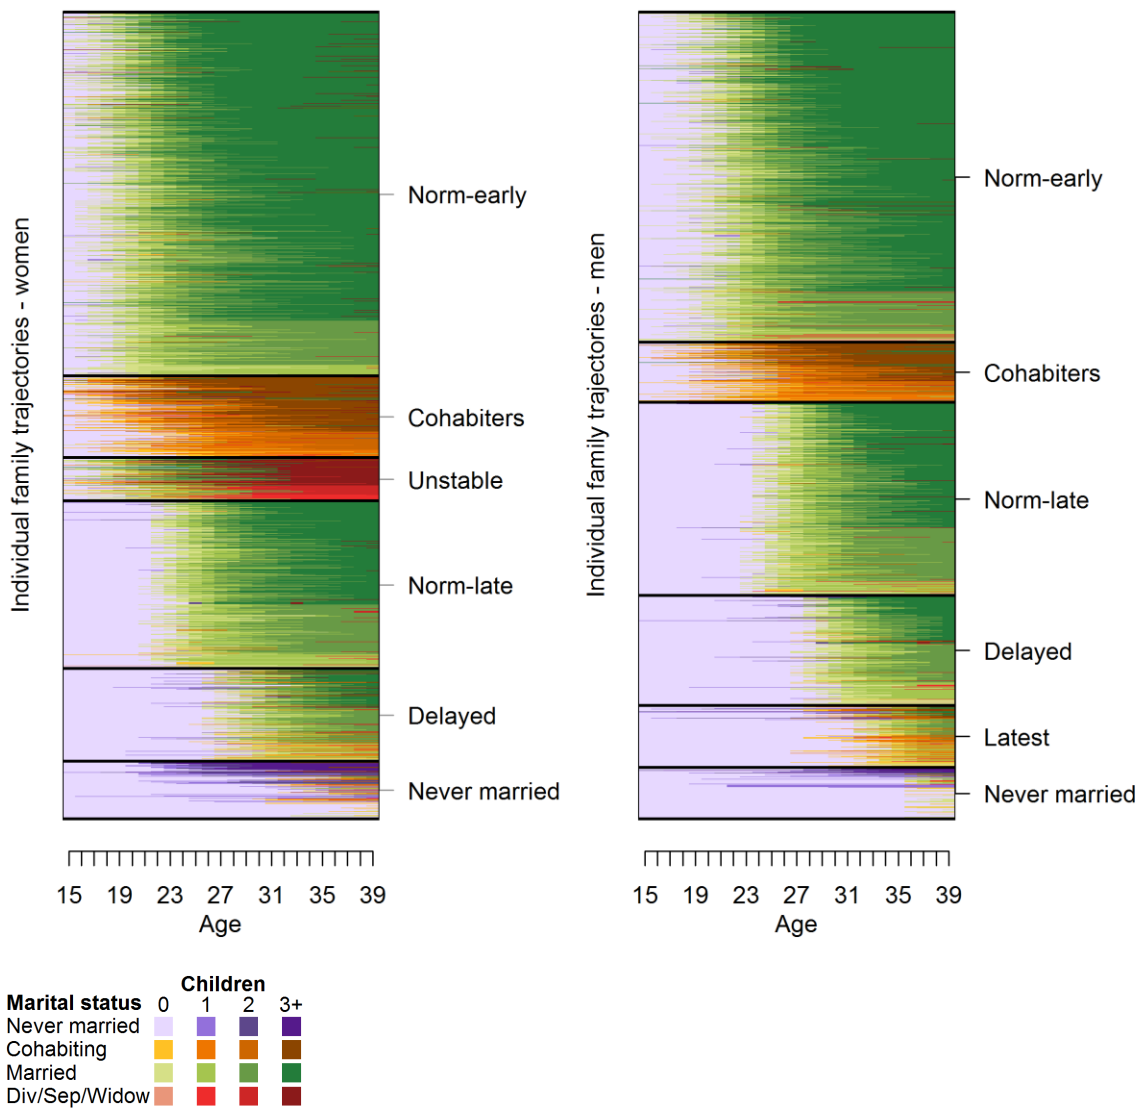 Individual family trajectories - women
Norm-early
Cohabiters
Unstable
Norm-late
Delayed
Never married
15 19 23 27 31 35 39
Age
Individual family trajectories - men
Norm-early
Cohabiters
Norm-late
Delayed
Latest
Never married
15 19 23 27 31 35 39
Age
Children
Marital status 0 1 2 3+
Never married
Cohabiting
Married
Div/Sep/Widow